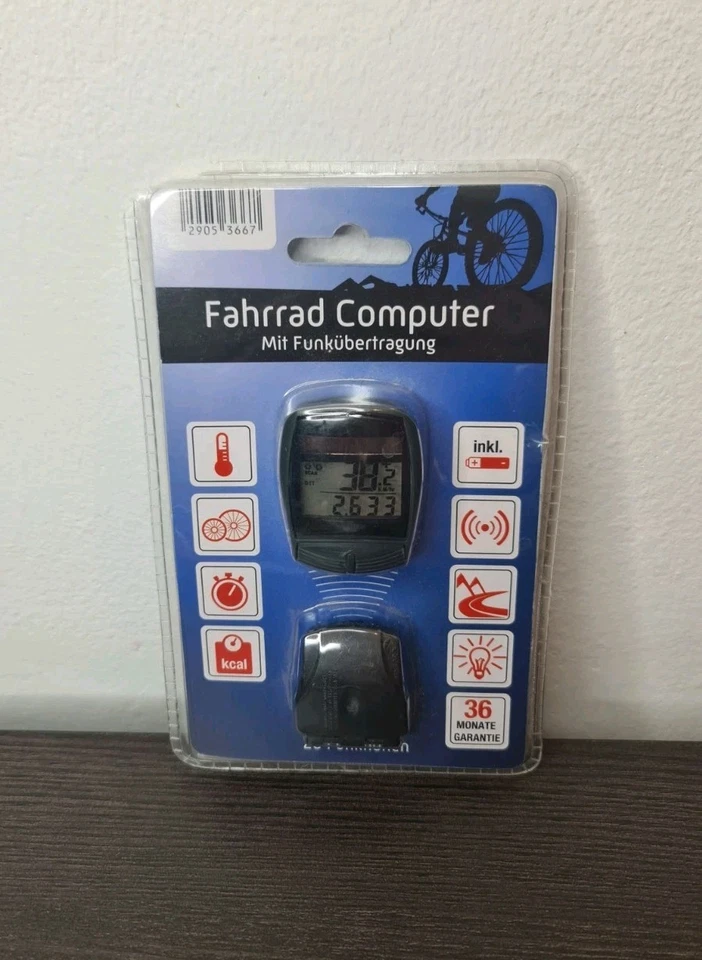 2905 3667
Fahrrad Computer
Mit Funkübertragung
inkl.
38.2
2.633
kcal
36
MONATE
GARANTIE